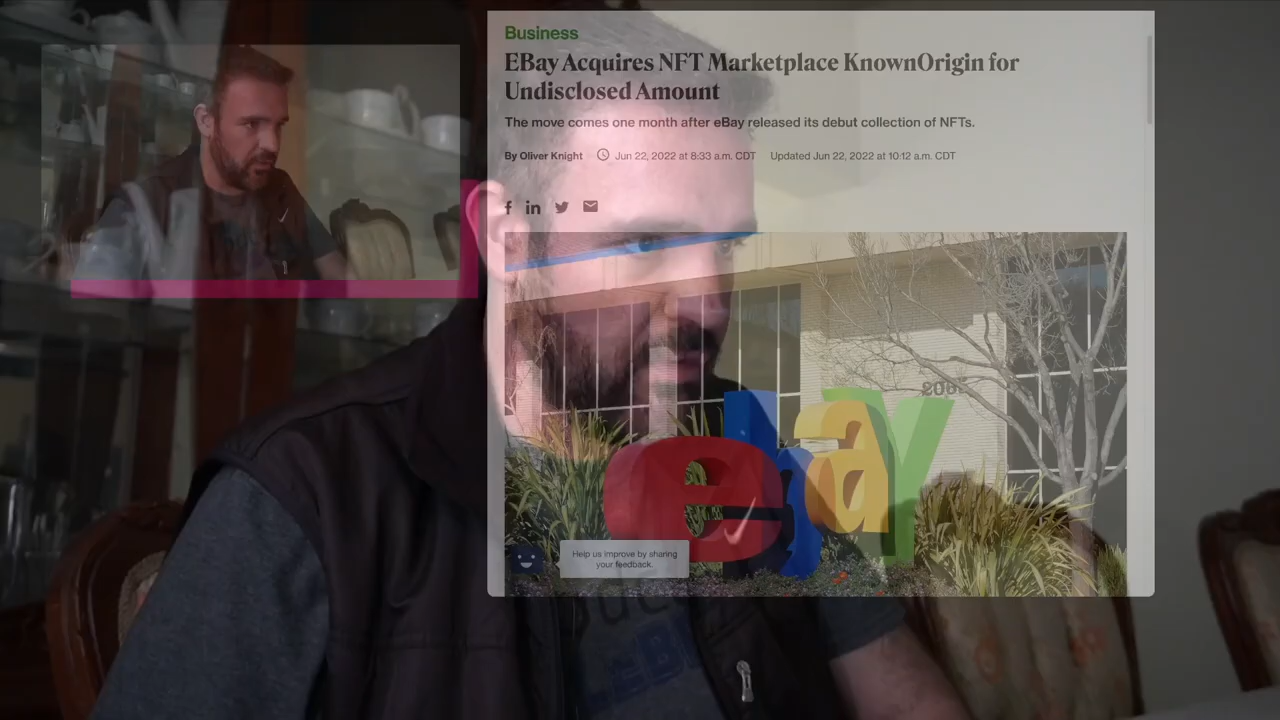 Business
EBay Acquires NFT Marketplace KnownOrigin for
Undisclosed Amount
The move comes one month after eBay released its debut collection of NFTs.
By Oliver Knight Jun 22, 2022 at 8:33 a.m. CDT Updated Jun 22, 2022 at 10:12 a.m. CDT
ebay
Help us improve by sharing
your feedback.